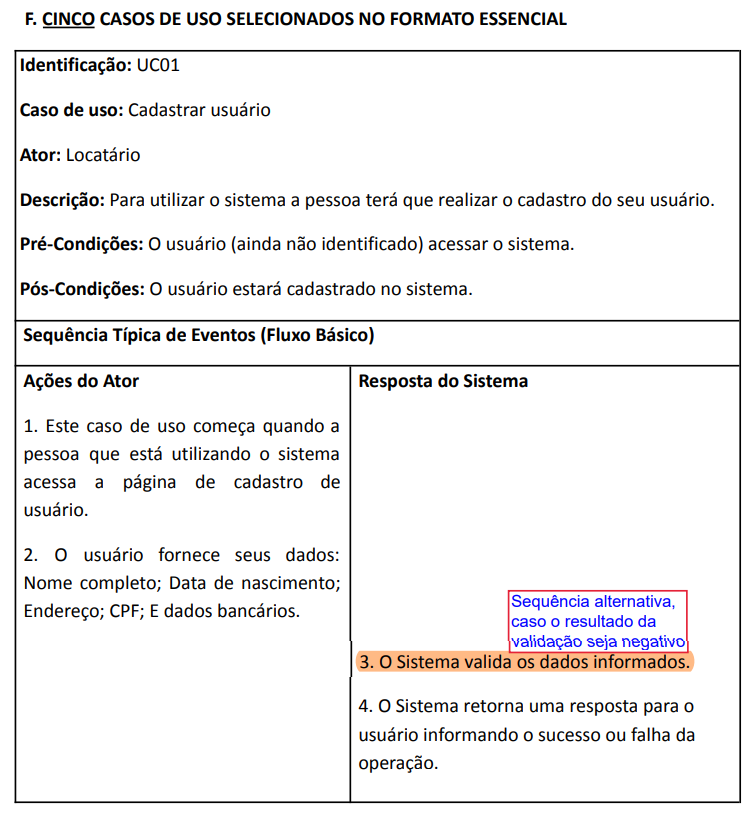 F. CINCO CASOS DE USO SELECIONADOS NO FORMATO ESSENCIAL
Identificação: UC01
Caso de uso: Cadastrar usuário
Ator: Locatário
Descrição: Para utilizar o sistema a pessoa terá que realizar o cadastro do seu usuário.
Pré-Condições: O usuário (ainda não identificado) acessar o sistema.
Pós-Condições: O usuário estará cadastrado no sistema.
Sequência Típica de Eventos (Fluxo Básico)
Ações do Ator
1. Este caso de uso começa quando a
pessoa que está utilizando o sistema
acessa a página de cadastro de
usuário.
2. O usuário fornece seus dados:
Nome completo; Data de nascimento;
Endereço; CPF; E dados bancários.
Resposta do Sistema
Sequência alternativa,
caso o resultado da
validação seja negativo
3. O Sistema valida os dados informados.
4. O Sistema retorna uma resposta para o
usuário informando o sucesso ou falha da
operação.